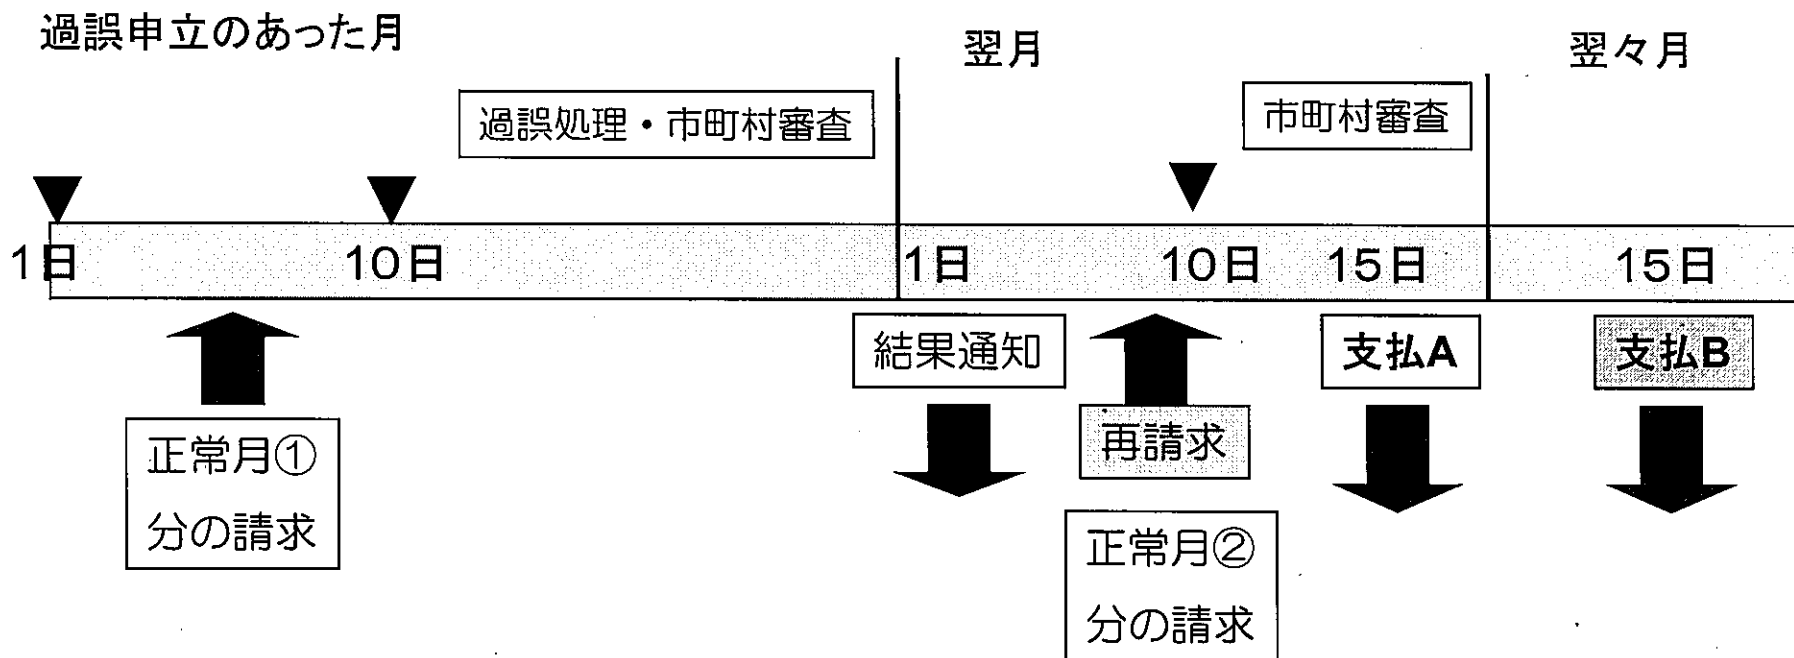 過誤申立のあった月
翌月
翌々月
過誤処理・市町村審査
市町村審査
1日
10日
1日
10日
15日
15日
結果通知
支払A
支払B
正常月①
分の請求
再請求
正常月②
分の請求